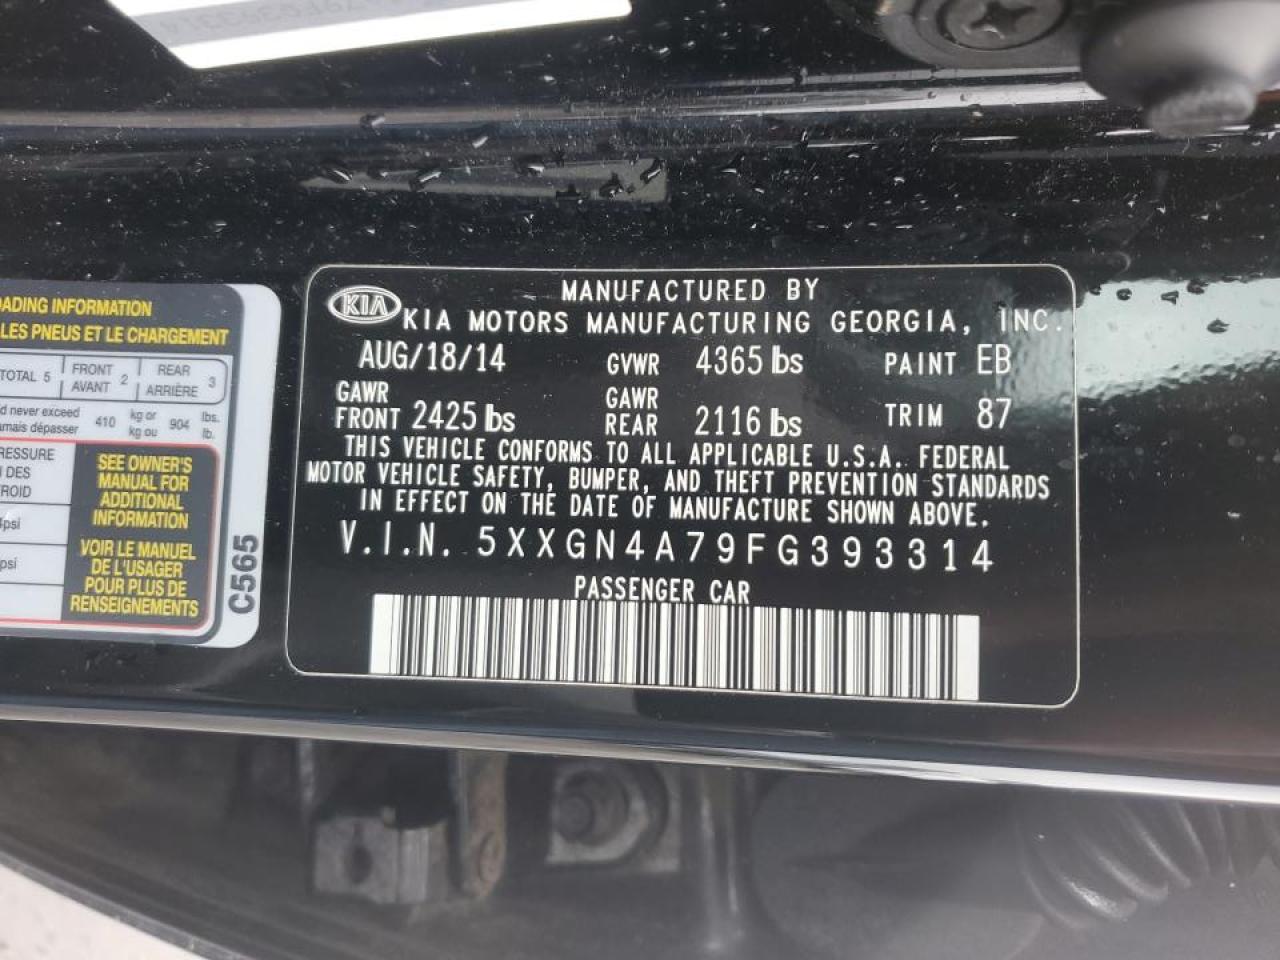 OADING INFORMATION
LES PNEUS ET LE CHARGEMENT
TOTAL 5 FRONT AVANT 2 REAR ARRIÈRE 3
d never exceed 410 kg or 904 lbs.
amais dépasser kg ou lb.
RESSURE
DES
ROID
psi
psi
SEE OWNER'S
MANUAL FOR
ADDITIONAL
INFORMATION
VOIR LE MANUEL
DE L'USAGER
POUR PLUS DE
RENSEIGNEMENTS
C565
KIA
MANUFACTURED BY
KIA MOTORS MANUFACTURING GEORGIA, INC.
AUG/18/14 GVWR 4365 lbs PAINT EB
GAWR FRONT 2425 lbs GAWR REAR 2116 lbs TRIM 87
THIS VEHICLE CONFORMS TO ALL APPLICABLE U.S.A. FEDERAL
MOTOR VEHICLE SAFETY, BUMPER, AND THEFT PREVENTION STANDARDS
IN EFFECT ON THE DATE OF MANUFACTURE SHOWN ABOVE.
V.I.N. 5XXGN4A79FG393314
PASSENGER CAR